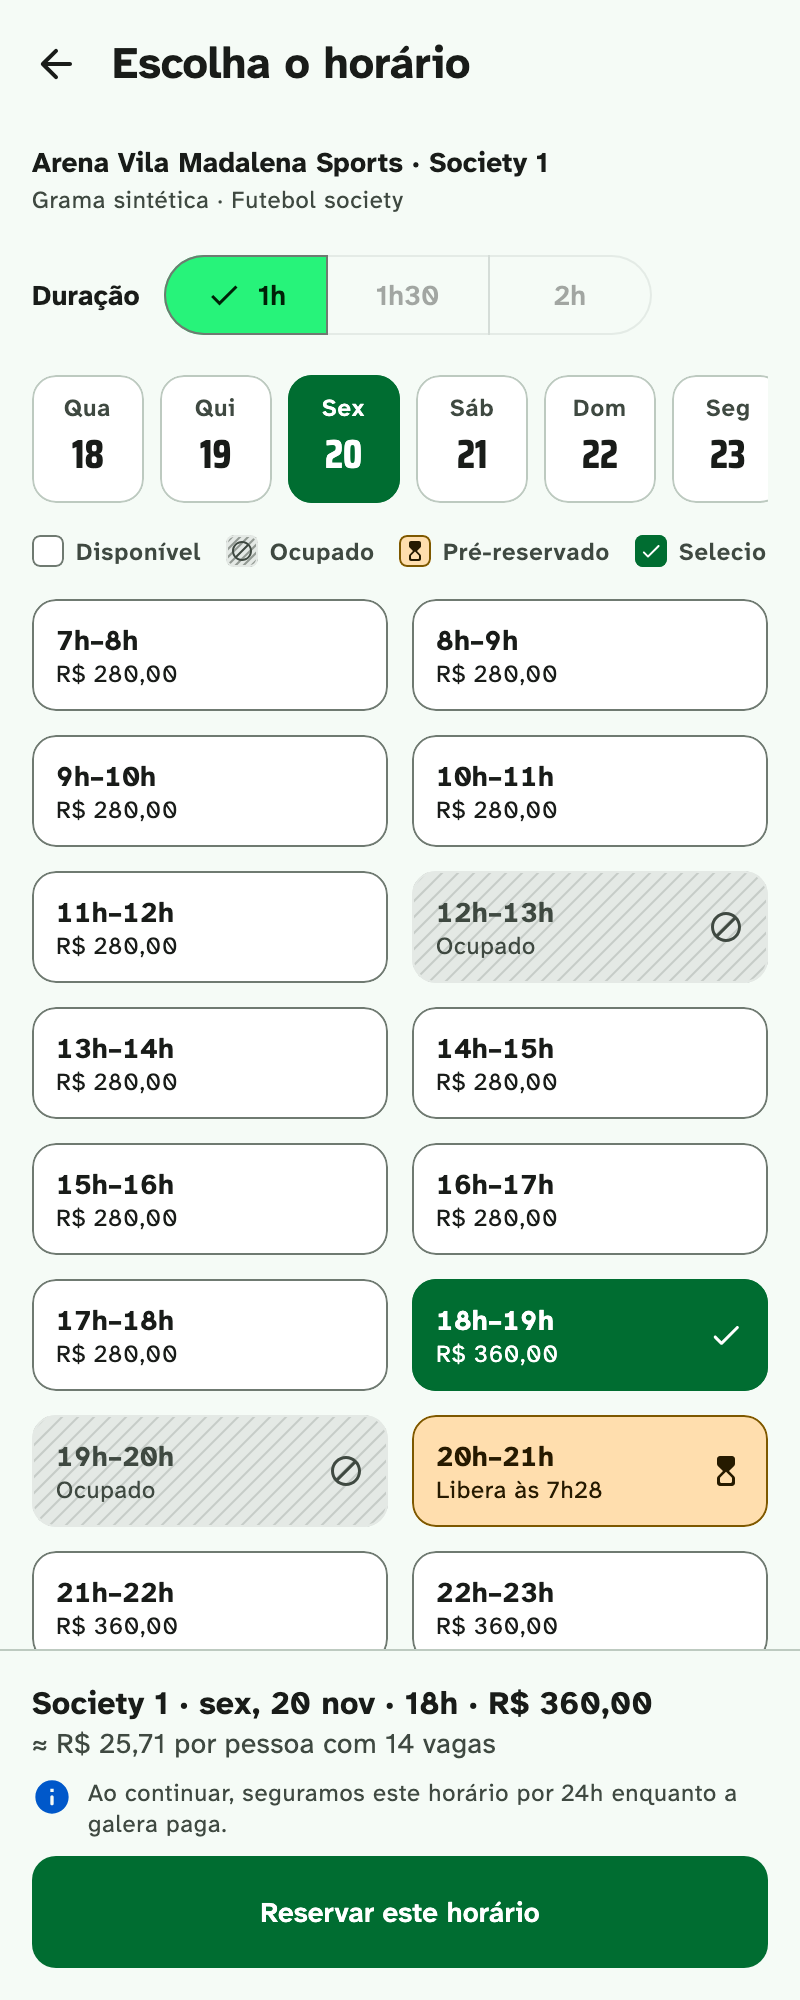 Escolha o horário
Arena Vila Madalena Sports · Society 1
Grama sintética · Futebol society
Duração 1h 1h30 2h
Qua Qui Sex Sáb Dom Seg
18 19 20 21 22 23
Disponível Ocupado Pré-reservado Selecio
7h–8h 8h–9h
R$ 280,00 R$ 280,00
9h–10h 10h–11h
R$ 280,00 R$ 280,00
11h–12h 12h–13h
R$ 280,00 Ocupado
13h–14h 14h–15h
R$ 280,00 R$ 280,00
15h–16h 16h–17h
R$ 280,00 R$ 280,00
17h–18h 18h–19h
R$ 280,00 R$ 360,00
19h–20h 20h–21h
Ocupado Libera às 7h28
21h–22h 22h–23h
R$ 360,00 R$ 360,00
Society 1 · sex, 20 nov · 18h · R$ 360,00
≈ R$ 25,71 por pessoa com 14 vagas
Ao continuar, seguramos este horário por 24h enquanto a
galera paga.
Reservar este horário